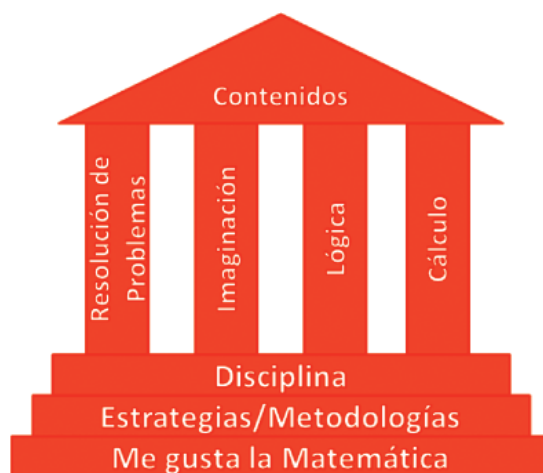 Contenidos
Resolución de
Problemas
Imaginación
Lógica
Cálculo
Disciplina
Estrategias/Metodologías
Me gusta la Matemática